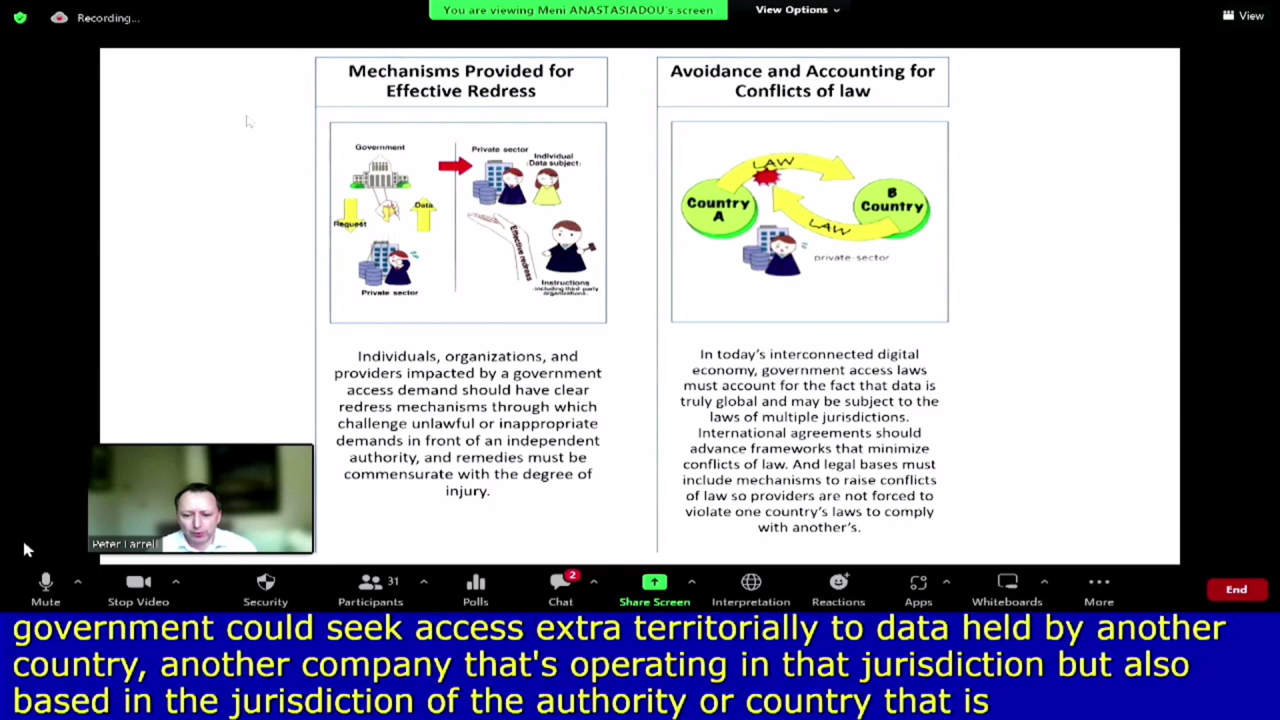 Recording...
You are viewing Meni ANASTASIADOU's screen
View Options
View
Mechanisms Provided for
Effective Redress
Government
Private sector
Individual
(Data subject)
Data
Request
Effective redress
Instructions
(including third party
organizations)
Private sector
Individuals, organizations, and
providers impacted by a government
access demand should have clear
redress mechanisms through which
challenge unlawful or inappropriate
demands in front of an independent
authority, and remedies must be
commensurate with the degree of
injury.
Avoidance and Accounting for
Conflicts of law
LAW
Country
A
B
Country
LAW
private-sector
In today's interconnected digital
economy, government access laws
must account for the fact that data is
truly global and may be subject to the
laws of multiple jurisdictions.
International agreements should
advance frameworks that minimize
conflicts of law. And legal bases must
include mechanisms to raise conflicts
of law so providers are not forced to
violate one country's laws to comply
with another's.
Peter Farrell
Mute
Stop Video
Security
31
Participants
Polls
2
Chat
Share Screen
Interpretation
Reactions
Apps
Whiteboards
More
End
government could seek access extra territorially to data held by another
country, another company that's operating in that jurisdiction but also
based in the jurisdiction of the authority or country that is